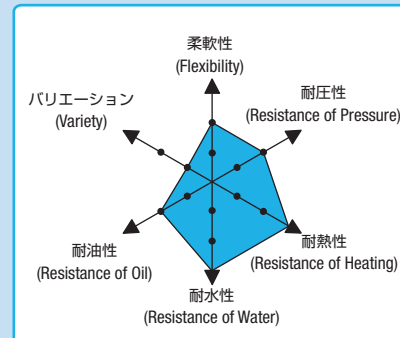 柔軟性
(Flexibility)
バリエーション
(Variety)
耐圧性
(Resistance of Pressure)
耐油性
(Resistance of Oil)
耐熱性
(Resistance of Heating)
耐水性
(Resistance of Water)